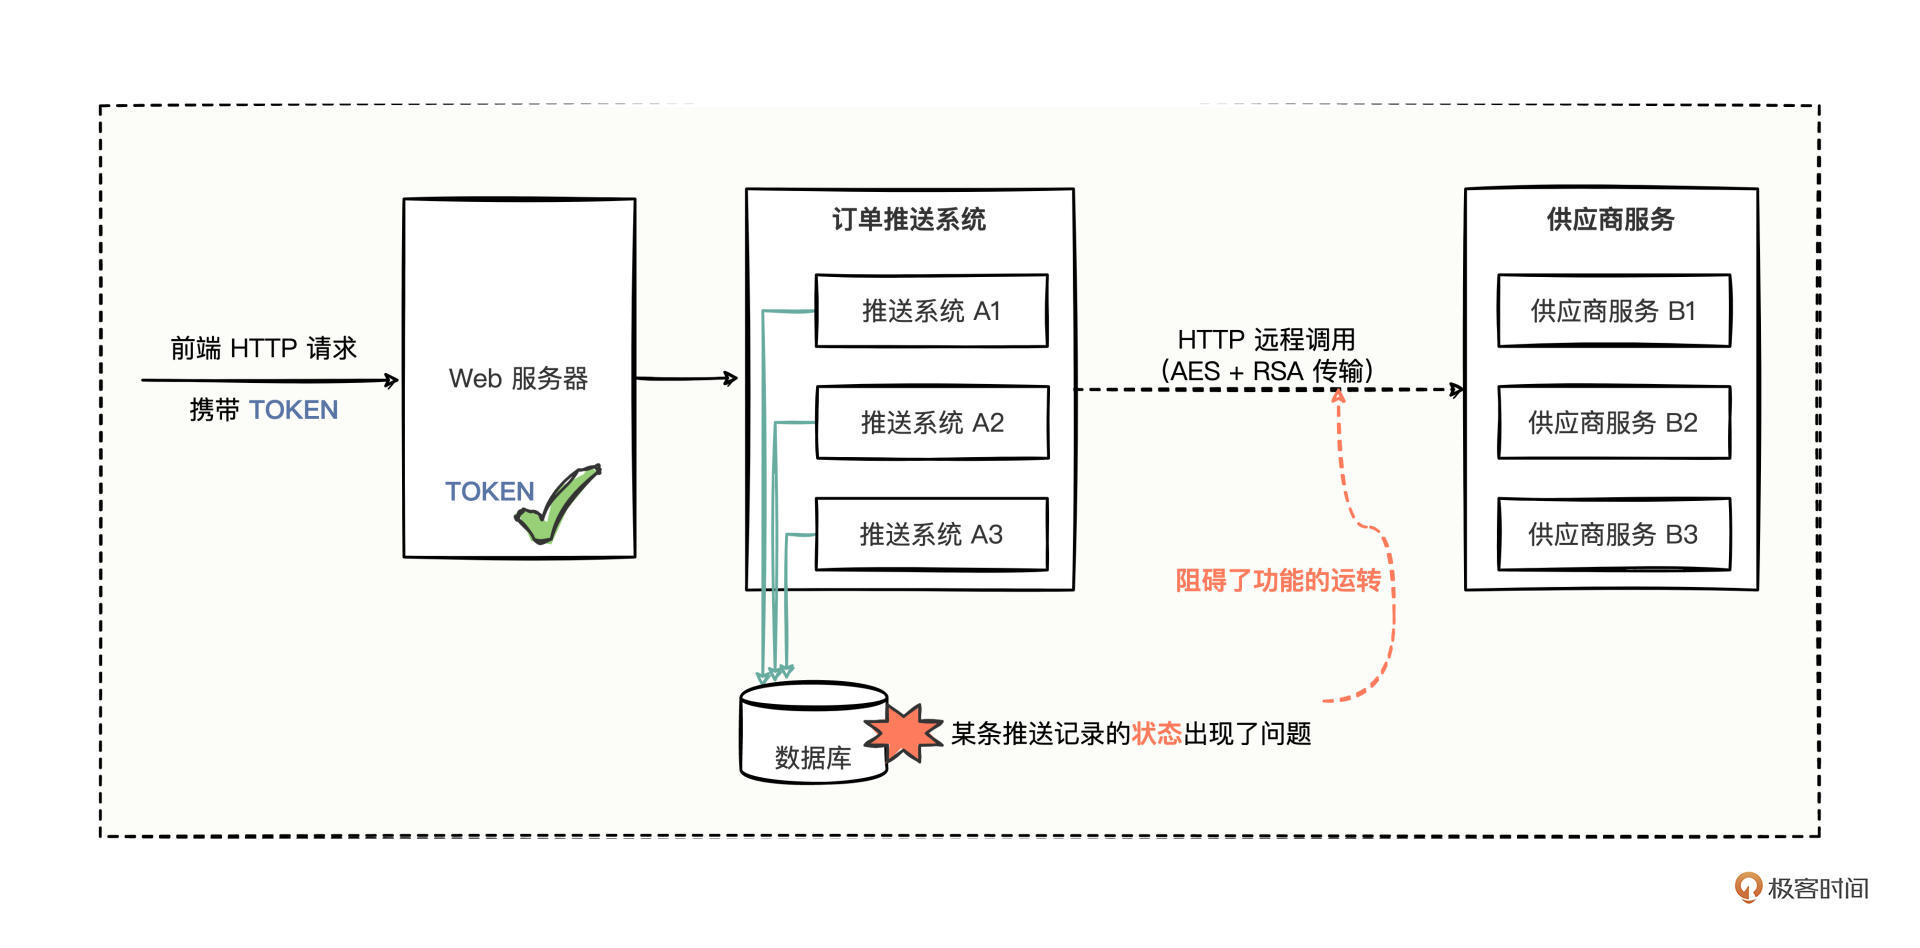 前端 HTTP 请求
携带 TOKEN
Web 服务器
TOKEN
订单推送系统
推送系统 A1
推送系统 A2
推送系统 A3
HTTP 远程调用
(AES + RSA 传输)
供应商服务
供应商服务 B1
供应商服务 B2
供应商服务 B3
阻碍了功能的运转
数据库
某条推送记录的状态出现了问题
极客时间